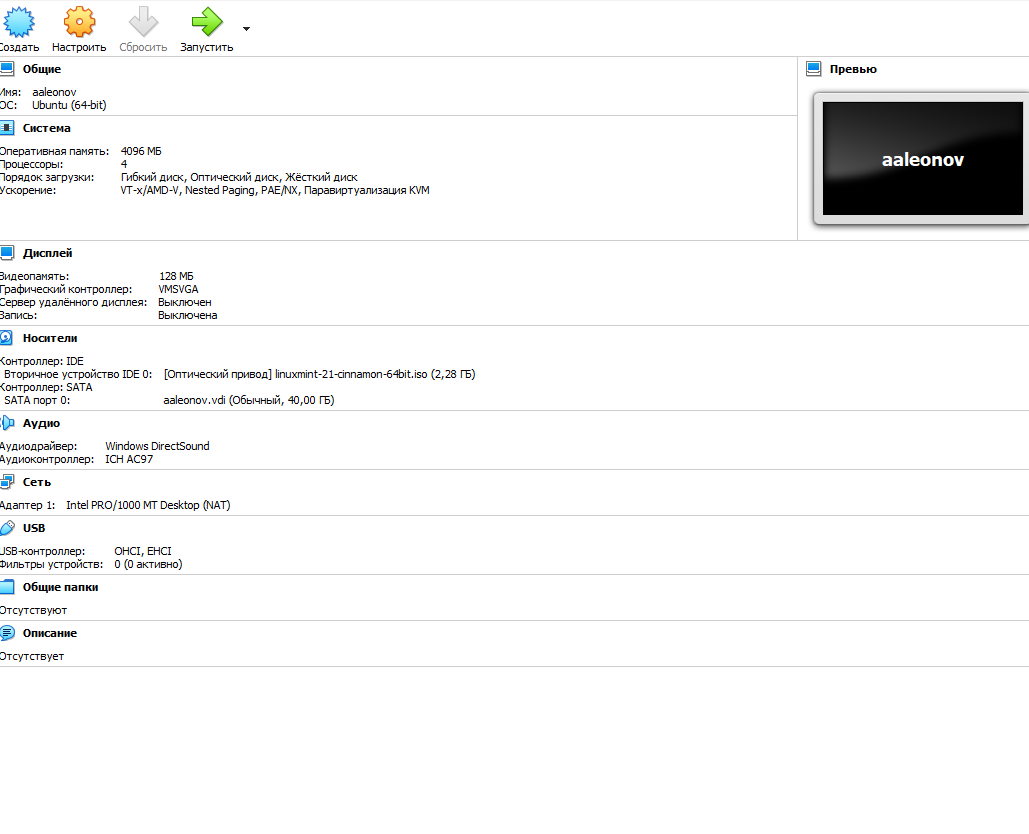 Создать Настроить Сбросить Запустить
Общие
Имя: aaleonov
ОС: Ubuntu (64-bit)
Система
Оперативная память: 4096 МБ
Процессоры: 4
Порядок загрузки: Гибкий диск, Оптический диск, Жёсткий диск
Ускорение: VT-x/AMD-V, Nested Paging, PAE/NX, Паравиртуализация KVM
Превью
aaleonov
Дисплей
Видеопамять: 128 МБ
Графический контроллер: VMSVGA
Сервер удалённого дисплея: Выключен
Запись: Выключена
Носители
Контроллер: IDE
Вторичное устройство IDE 0: [Оптический привод] linuxmint-21-cinnamon-64bit.iso (2,28 ГБ)
Контроллер: SATA
SATA порт 0: aaleonov.vdi (Обычный, 40,00 ГБ)
Аудио
Аудиодрайвер: Windows DirectSound
Аудиоконтроллер: ICH AC97
Сеть
Адаптер 1: Intel PRO/1000 MT Desktop (NAT)
USB
USB-контроллер: OHCI, EHCI
Фильтры устройств: 0 (0 активно)
Общие папки
Отсутствуют
Описание
Отсутствует